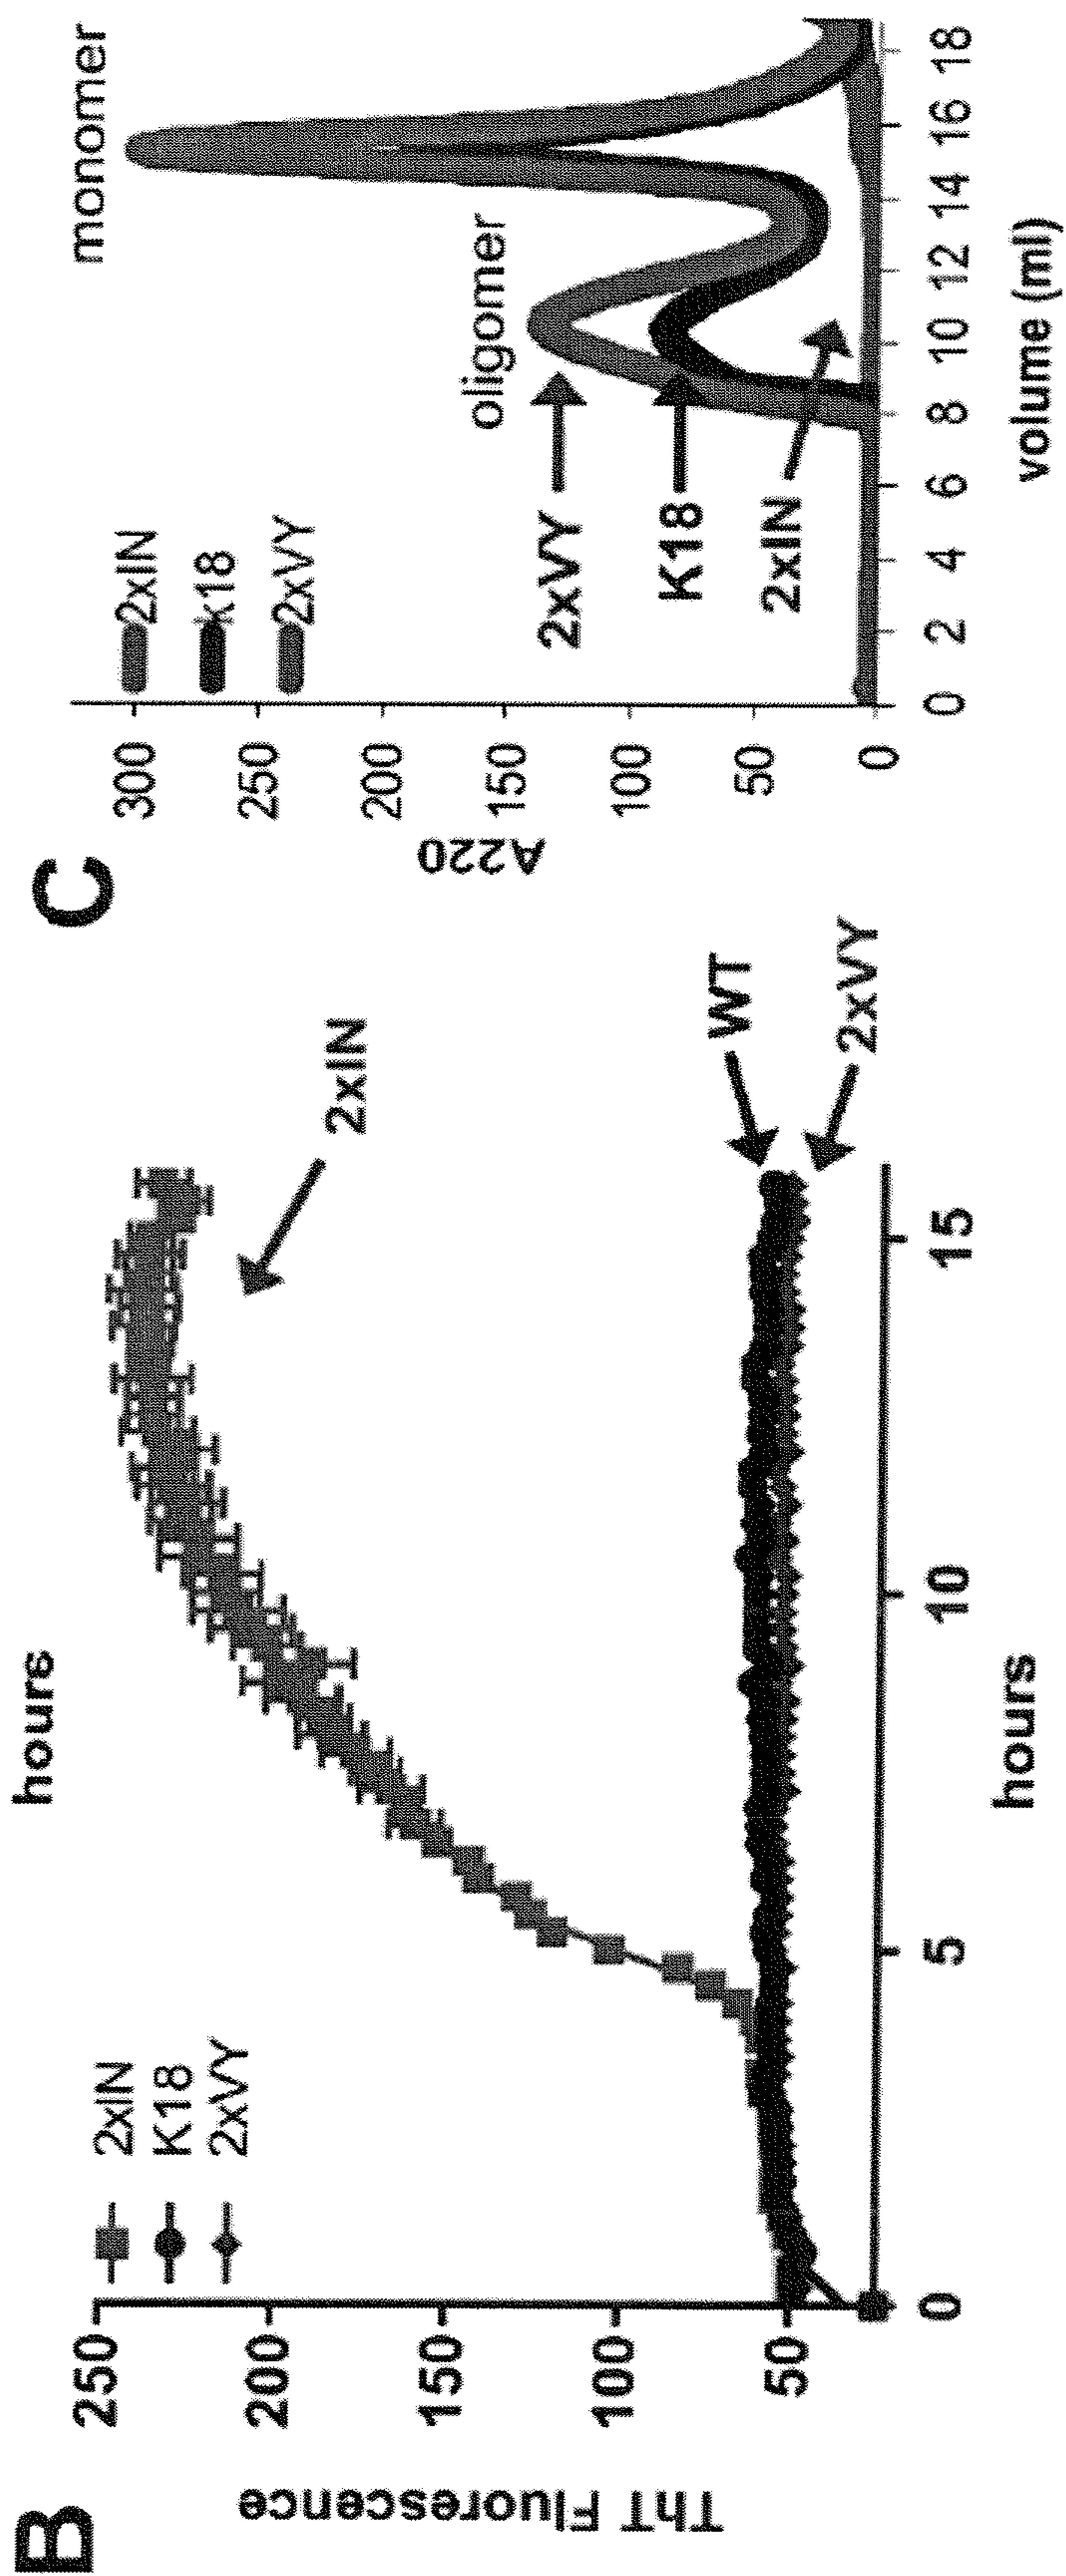 hours
B
ThT Fluorescence
250
200
150
100
50
2xIN
K18
2xVY
2xIN
WT
2xVY
0 5 10 15
hours
C
A220
300
250
200
150
100
50
0
2xIN
k18
2xVY
monomer
oligomer
2xVY
K18
2xIN
0 2 4 6 8 10 12 14 16 18
volume (ml)